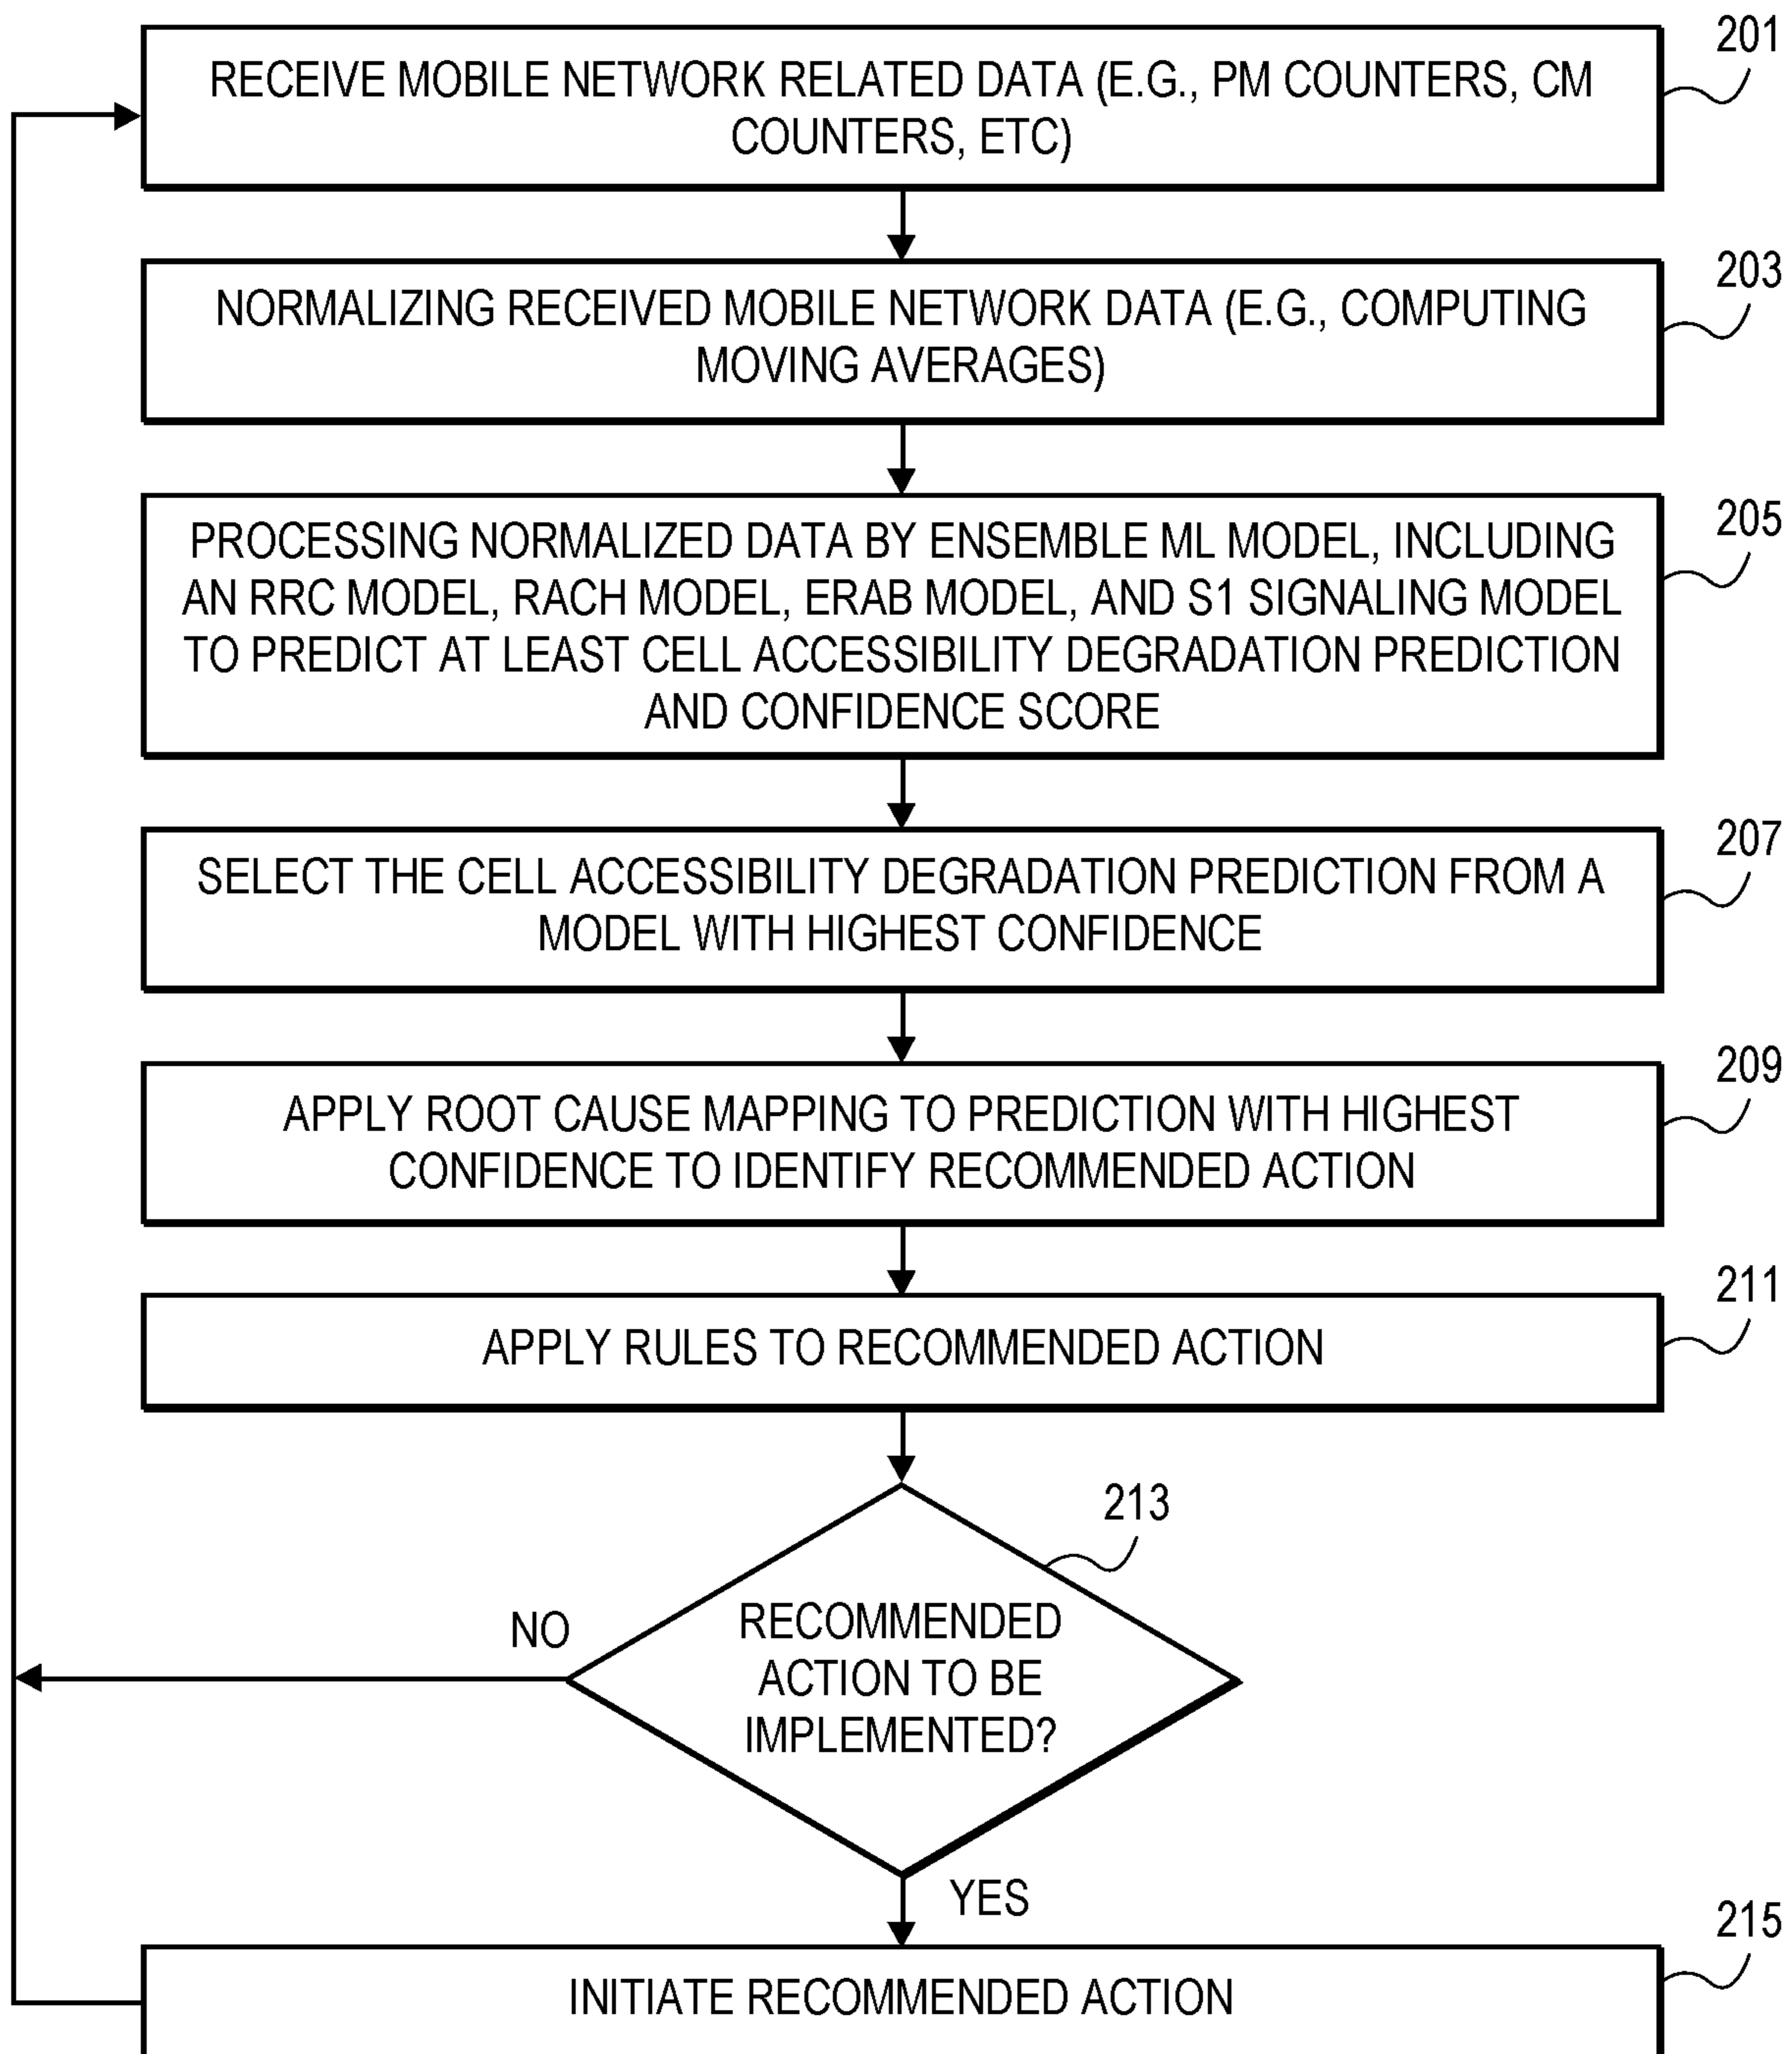 201
RECEIVE MOBILE NETWORK RELATED DATA (E.G., PM COUNTERS, CM
COUNTERS, ETC)
203
NORMALIZING RECEIVED MOBILE NETWORK DATA (E.G., COMPUTING
MOVING AVERAGES)
205
PROCESSING NORMALIZED DATA BY ENSEMBLE ML MODEL, INCLUDING
AN RRC MODEL, RACH MODEL, ERAB MODEL, AND S1 SIGNALING MODEL
TO PREDICT AT LEAST CELL ACCESSIBILITY DEGRADATION PREDICTION
AND CONFIDENCE SCORE
207
SELECT THE CELL ACCESSIBILITY DEGRADATION PREDICTION FROM A
MODEL WITH HIGHEST CONFIDENCE
209
APPLY ROOT CAUSE MAPPING TO PREDICTION WITH HIGHEST
CONFIDENCE TO IDENTIFY RECOMMENDED ACTION
211
APPLY RULES TO RECOMMENDED ACTION
213
NO
RECOMMENDED
ACTION TO BE
IMPLEMENTED?
YES
215
INITIATE RECOMMENDED ACTION